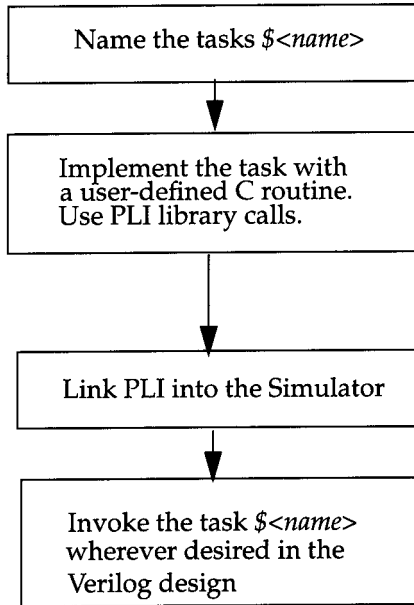 Name the tasks $<name>
Implement the task with
a user-defined C routine.
Use PLI library calls.
Link PLI into the Simulator
Invoke the task $<name>
wherever desired in the
Verilog design